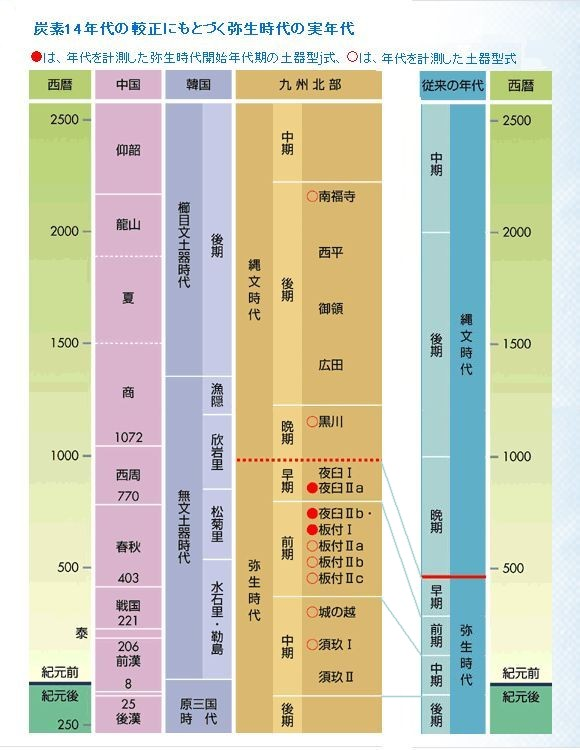 炭素14年代の較正にもとづく弥生時代の実年代
●は、年代を計測した弥生時代開始年代期の土器型j式、○は、年代を計測した土器型式
西暦
中国
韓国
九州北部
従来の年代
西暦
2500
2000
1500
1000
500
紀元前
紀元後
250
仰韶
龍山
夏
商
1072
西周
770
春秋
403
戦国
221
秦
206
前漢
8
25
後漢
櫛目文土器時代
無文土器時代
原三国
時代
後期
漁隠
欣岩里
松菊里
水石里・勒島
縄文時代
弥生時代
中期
後期
晩期
早期
前期
中期
後期
○南福寺
西平
御領
広田
○黒川
夜臼Ⅰ
●夜臼Ⅱa
●夜臼Ⅱb・
●板付Ⅰ
○板付Ⅱa
○板付Ⅱb
○板付Ⅱc
○城の越
○須玖Ⅰ
須玖Ⅱ
中期
後期
晩期
早期
前期
中期
後期
縄文時代
弥生時代
2500
2000
1500
1000
500
紀元前
紀元後